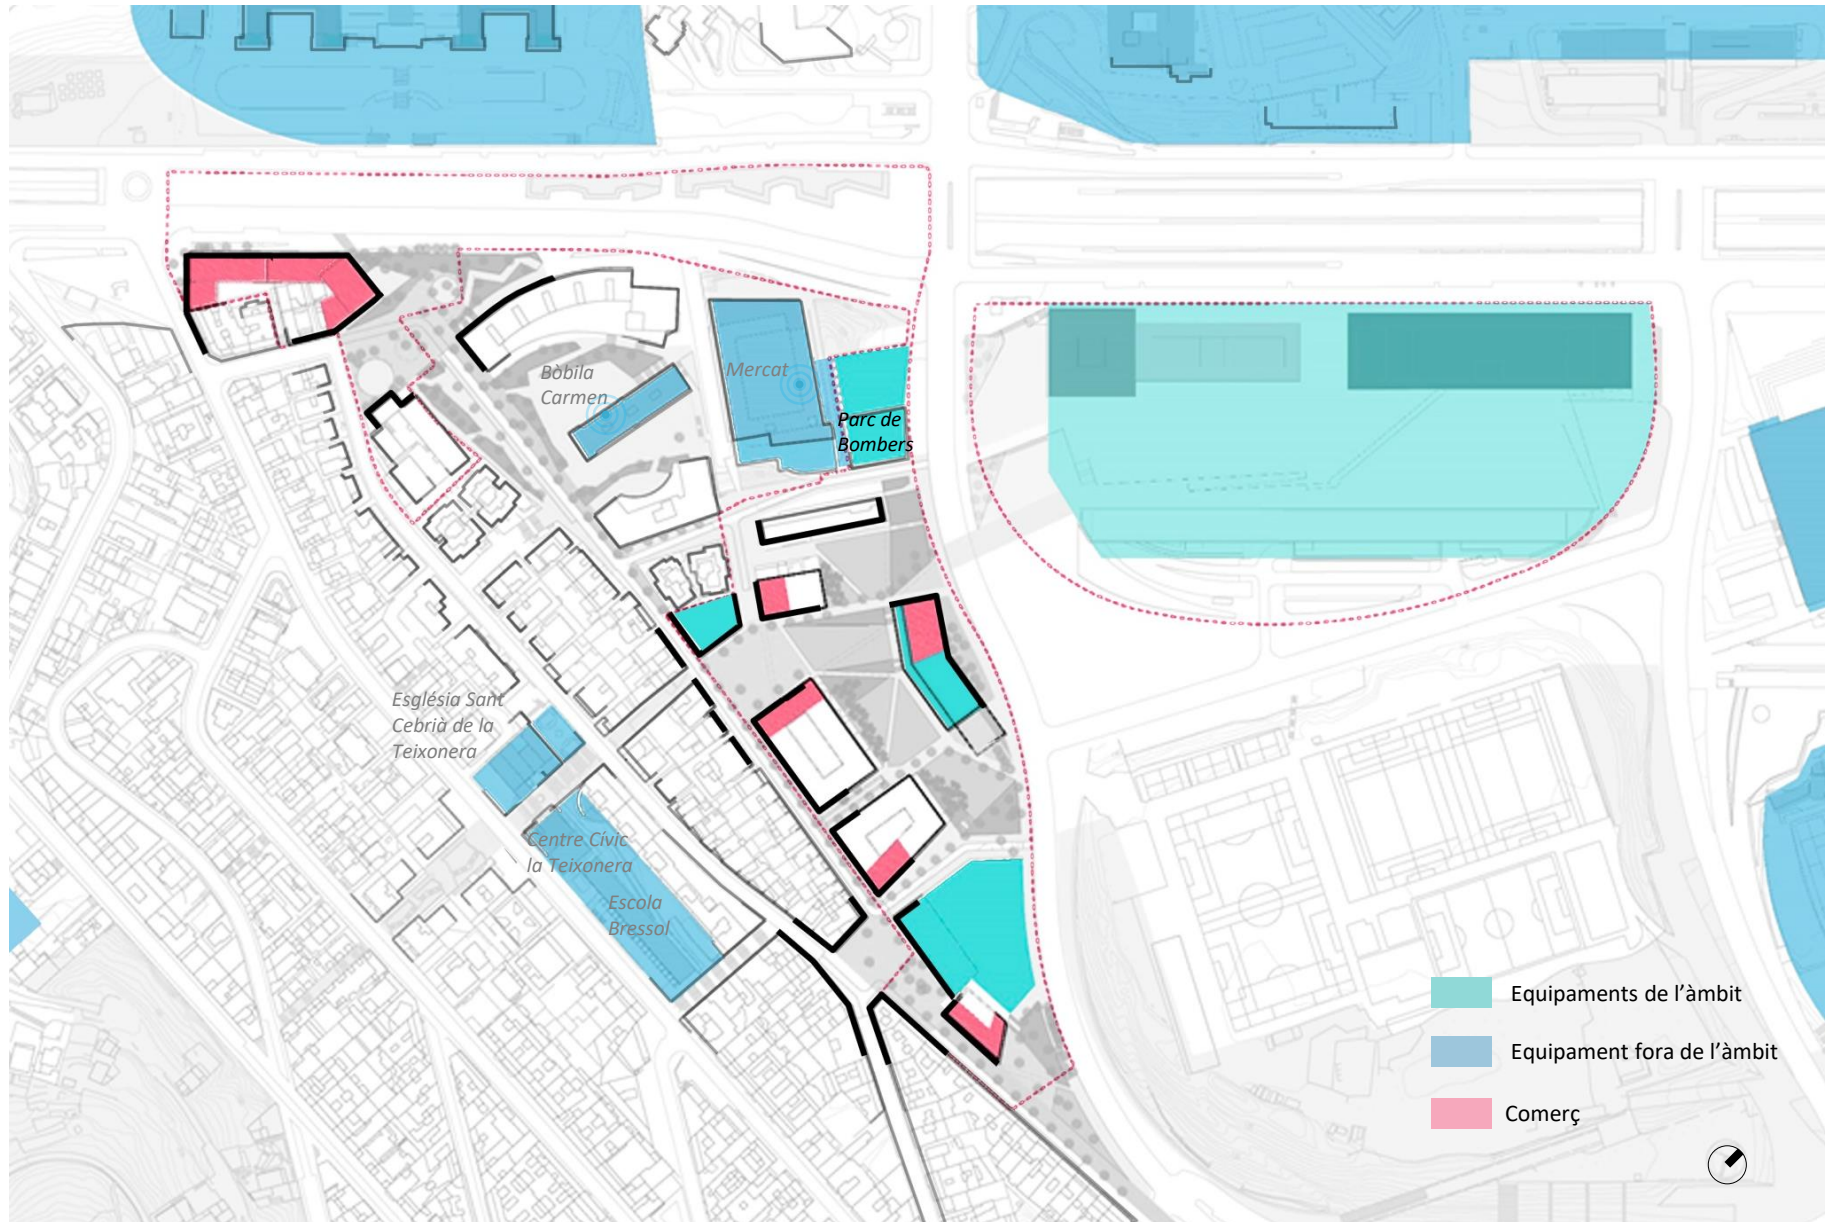 Bòbila
Carmen
Mercat
Parc de
Bombers
Església Sant
Cebrià de la
Teixonera
Centre Cívic
la Teixonera
Escola
Bressol
Equipaments de l’àmbit
Equipament fora de l’àmbit
Comerç